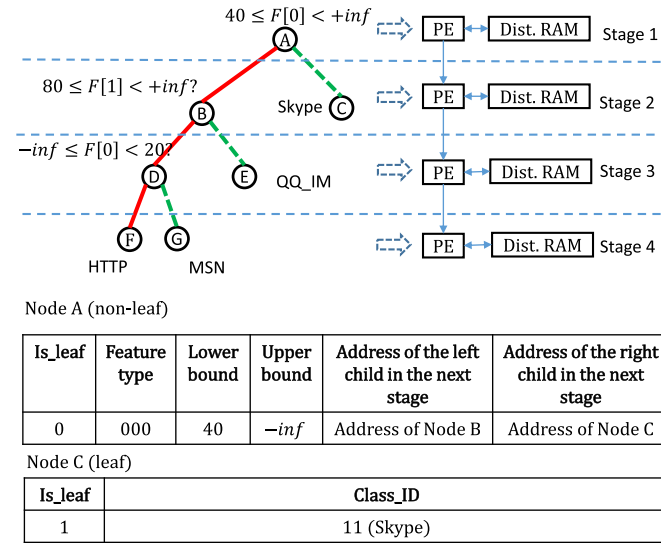 40 ≤ F[0] < +inf
A
PE
Dist. RAM
Stage 1
80 ≤ F[1] < +inf?
B
Skype
C
PE
Dist. RAM
Stage 2
−inf ≤ F[0] < 20?
D
E
QQ_IM
PE
Dist. RAM
Stage 3
F
G
HTTP
MSN
PE
Dist. RAM
Stage 4
Node A (non-leaf)
Is_leaf
Feature
type
Lower
bound
Upper
bound
Address of the left
child in the next
stage
Address of the right
child in the next
stage
0
000
40
−inf
Address of Node B
Address of Node C
Node C (leaf)
Is_leaf
Class_ID
1
11 (Skype)